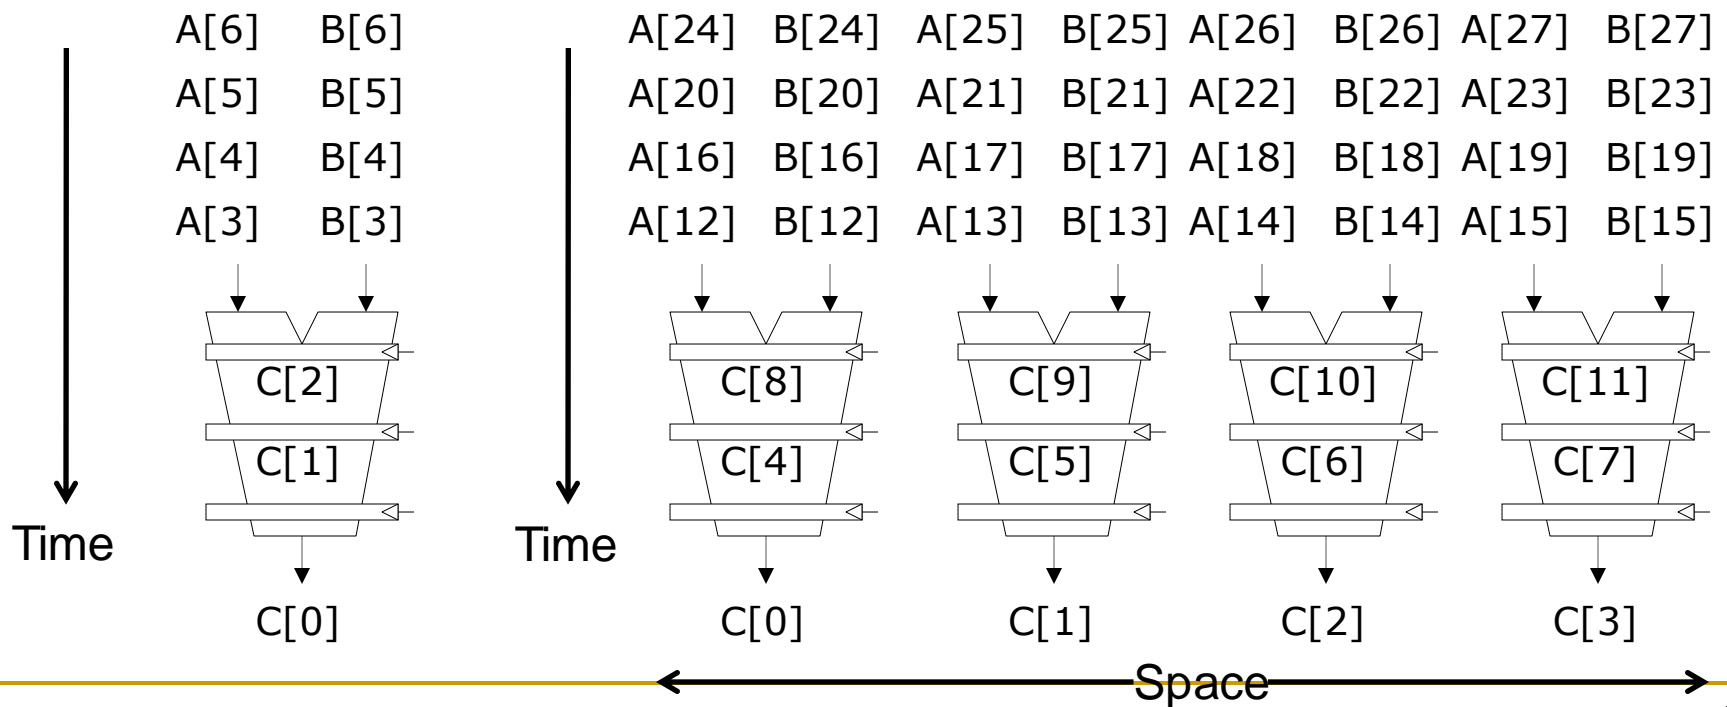 A[6] B[6] A[24] B[24] A[25] B[25] A[26] B[26] A[27] B[27]
A[5] B[5] A[20] B[20] A[21] B[21] A[22] B[22] A[23] B[23]
A[4] B[4] A[16] B[16] A[17] B[17] A[18] B[18] A[19] B[19]
A[3] B[3] A[12] B[12] A[13] B[13] A[14] B[14] A[15] B[15]
C[2] C[8] C[9] C[10] C[11]
C[1] C[4] C[5] C[6] C[7]
Time Time
C[0] C[0] C[1] C[2] C[3]
Space